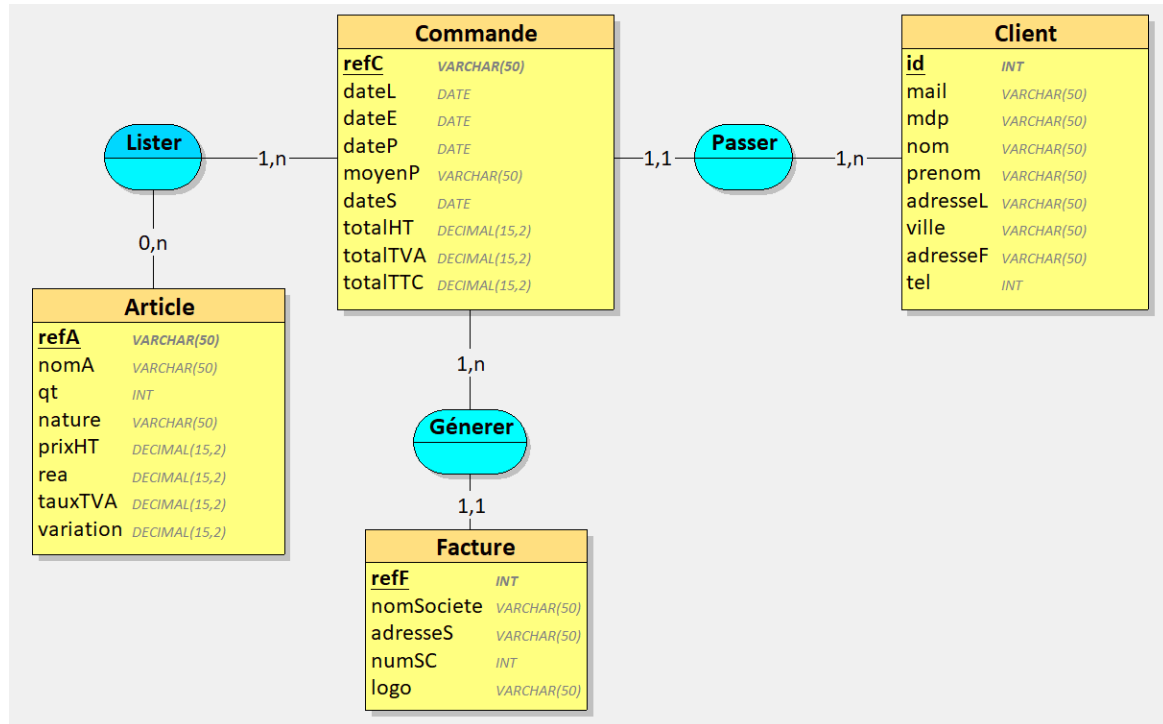 Commande
refC VARCHAR(50)
dateL DATE
dateE DATE
dateP DATE
moyenP VARCHAR(50)
dateS DATE
totalHT DECIMAL(15,2)
totalTVA DECIMAL(15,2)
totalTTC DECIMAL(15,2)
Client
id INT
mail VARCHAR(50)
mdp VARCHAR(50)
nom VARCHAR(50)
prenom VARCHAR(50)
adresseL VARCHAR(50)
ville VARCHAR(50)
adresseF VARCHAR(50)
tel INT
Lister
1,n
1,1
Passer
1,n
0,n
Article
refA VARCHAR(50)
nomA VARCHAR(50)
qt INT
nature VARCHAR(50)
prixHT DECIMAL(15,2)
rea DECIMAL(15,2)
tauxTVA DECIMAL(15,2)
variation DECIMAL(15,2)
1,n
Génerer
1,1
Facture
refF INT
nomSociete VARCHAR(50)
adresseS VARCHAR(50)
numSC INT
logo VARCHAR(50)